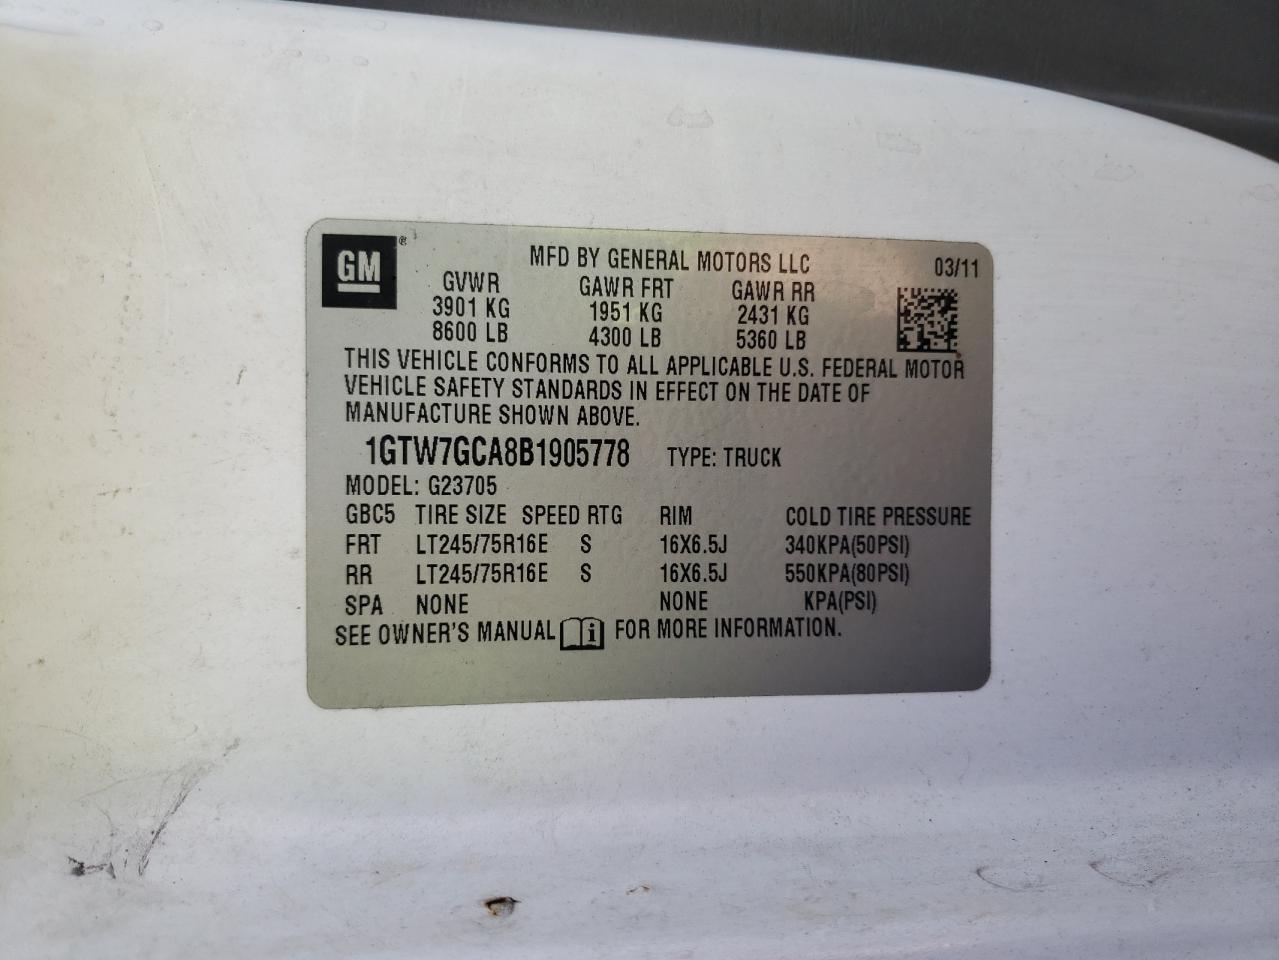 GM ®
MFD BY GENERAL MOTORS LLC 03/11
GVWR GAWR FRT GAWR RR
3901 KG 1951 KG 2431 KG
8600 LB 4300 LB 5360 LB
THIS VEHICLE CONFORMS TO ALL APPLICABLE U.S. FEDERAL MOTOR
VEHICLE SAFETY STANDARDS IN EFFECT ON THE DATE OF
MANUFACTURE SHOWN ABOVE.
1GTW7GCA8B1905778 TYPE: TRUCK
MODEL: G23705
GBC5 TIRE SIZE SPEED RTG RIM COLD TIRE PRESSURE
FRT LT245/75R16E S 16X6.5J 340KPA(50PSI)
RR LT245/75R16E S 16X6.5J 550KPA(80PSI)
SPA NONE NONE KPA(PSI)
SEE OWNER'S MANUAL i FOR MORE INFORMATION.